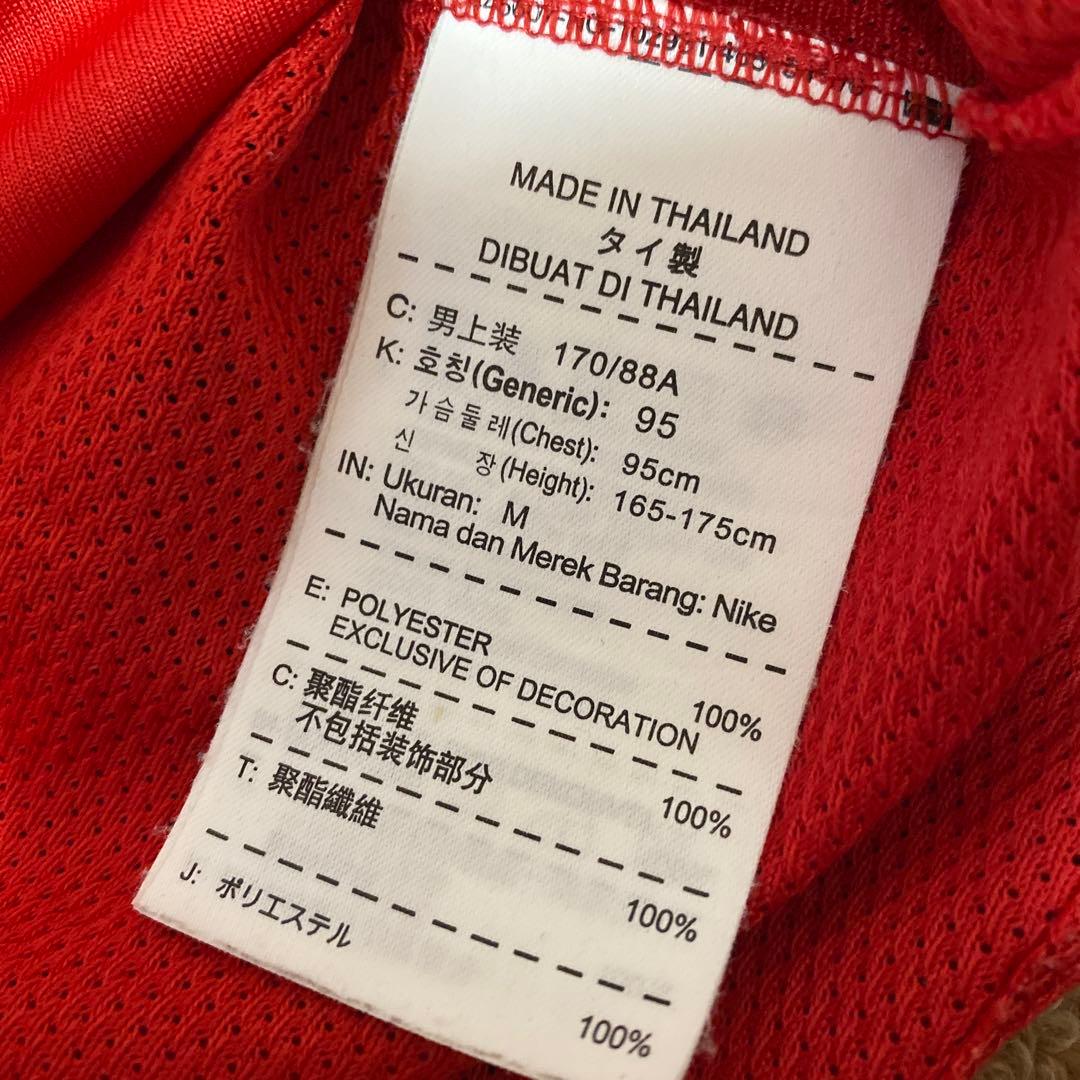 MADE IN THAILAND
タイ製
DIBUAT DI THAILAND
C: 男上装 170/88A
K: 호칭(Generic): 95
가슴둘레(Chest): 95cm
신 장(Height): 165-175cm
IN: Ukuran: M
Nama dan Merek Barang: Nike
E: POLYESTER 100%
EXCLUSIVE OF DECORATION
C: 聚酯纤维 100%
不包括装饰部分
T: 聚酯纖維 100%
J: ポリエステル 100%